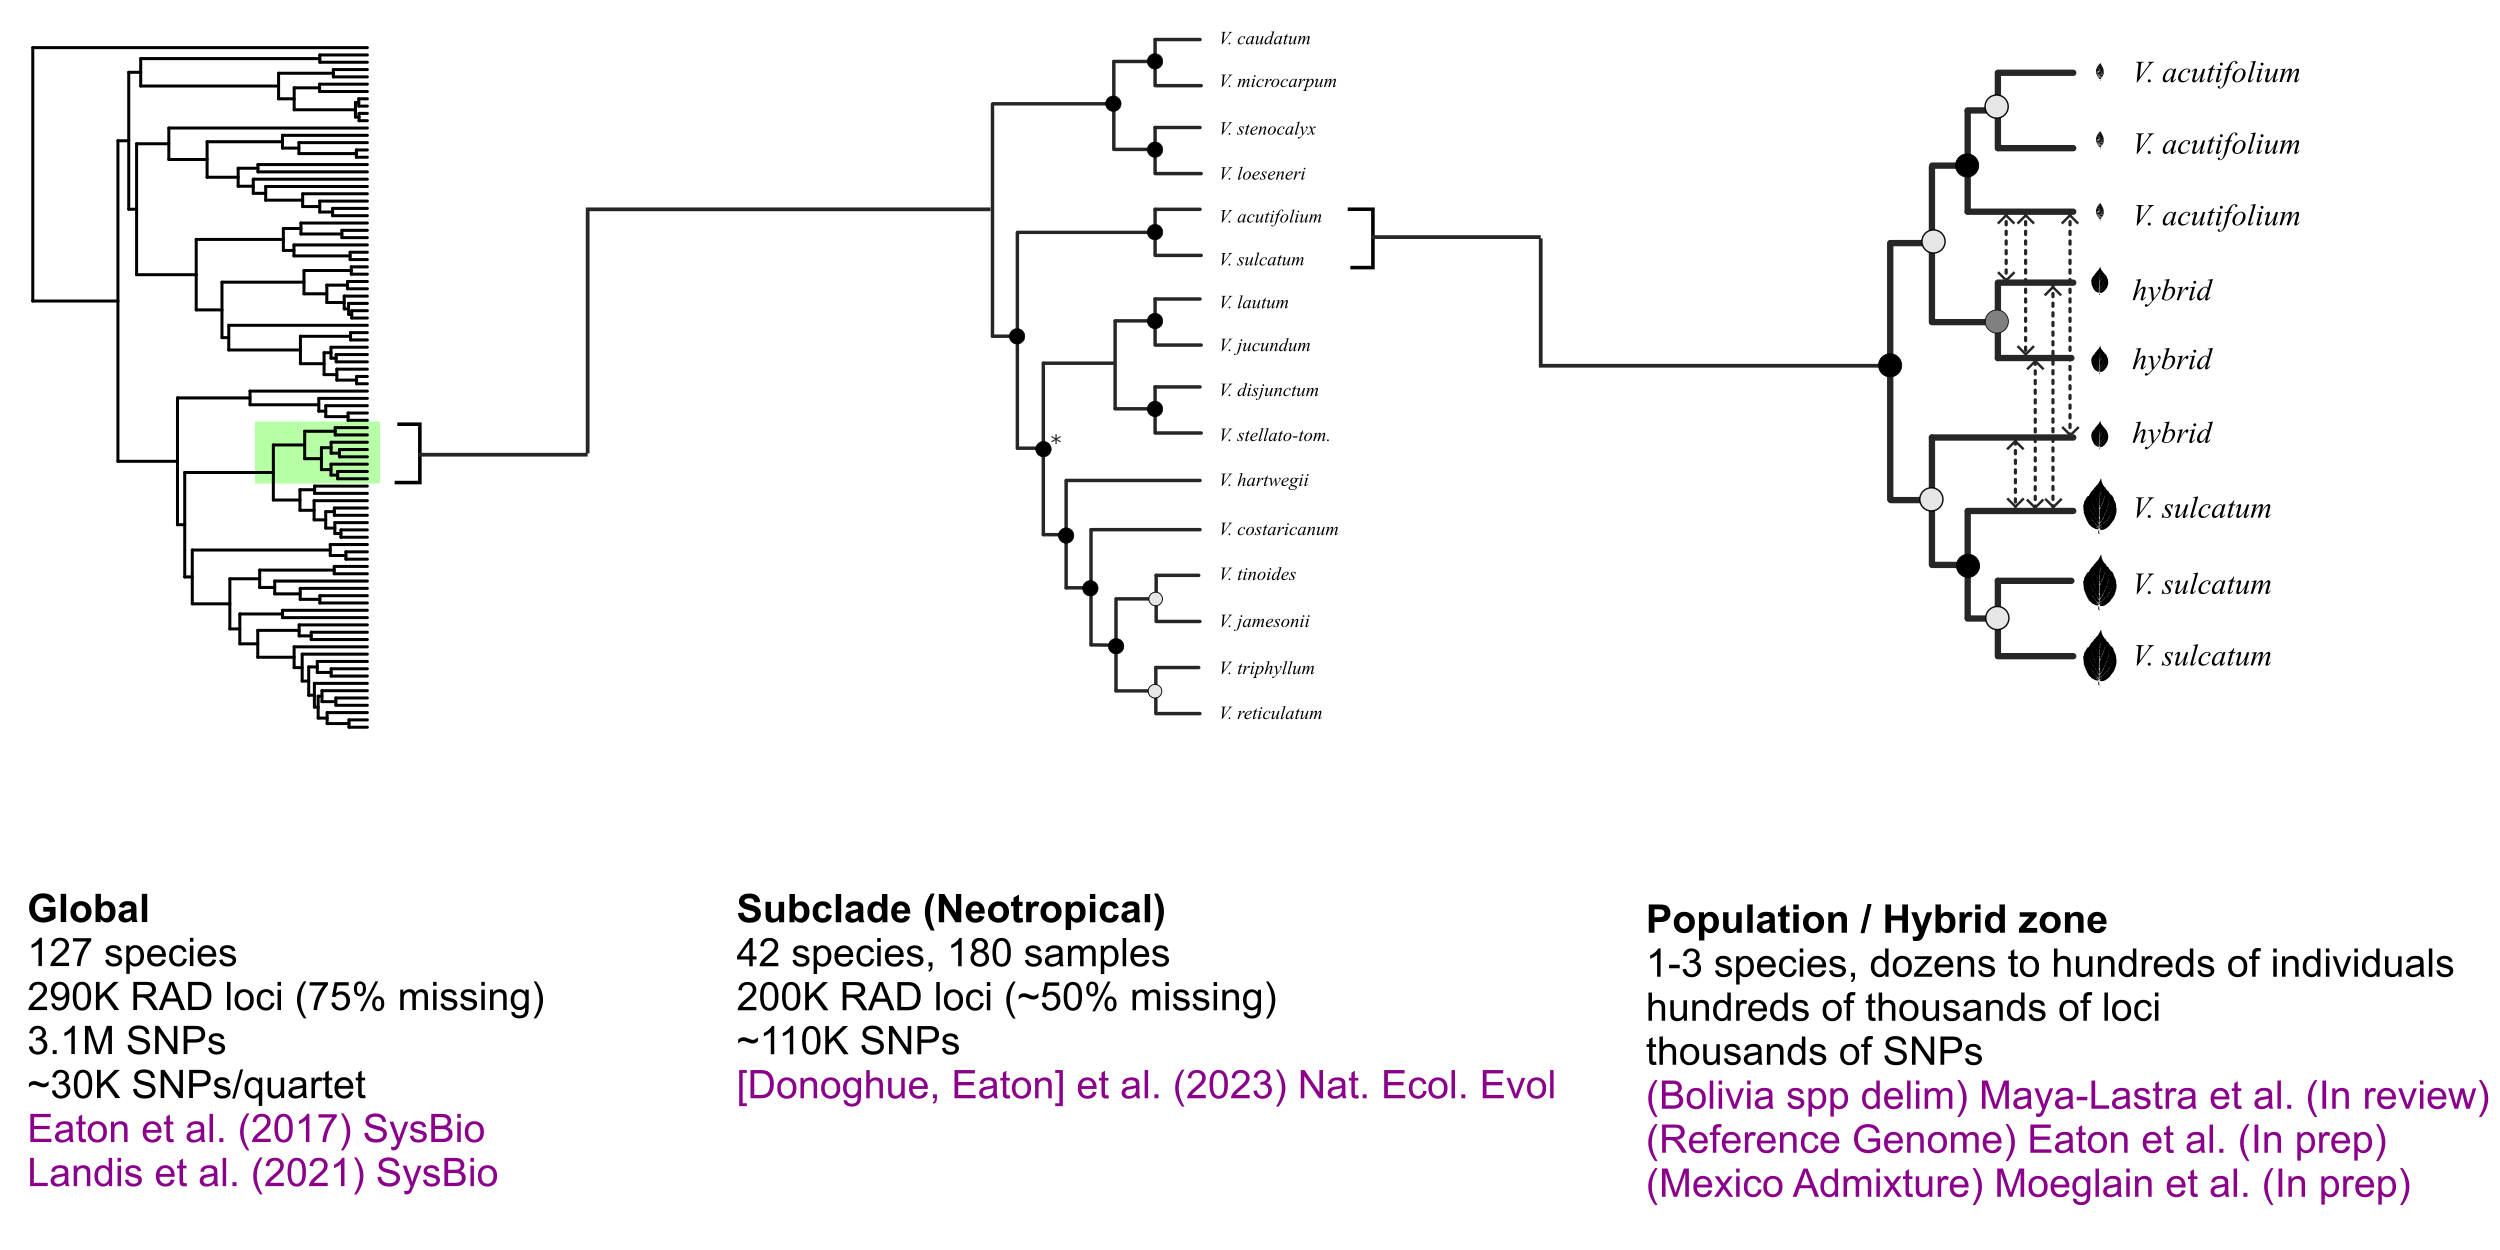 V. caudatum
V. microcarpum
V. stenocalyx
V. loeseneri
V. acutifolium
V. sulcatum
V. lautum
V. jucundum
V. disjunctum
V. stellato-tom.
*
V. hartwegii
V. costaricanum
V. tinoides
V. jamesonii
V. triphyllum
V. reticulatum
V. acutifolium
V. acutifolium
V. acutifolium
hybrid
hybrid
hybrid
V. sulcatum
V. sulcatum
V. sulcatum
Global
127 species
290K RAD loci (75% missing)
3.1M SNPs
~30K SNPs/quartet
Eaton et al. (2017) SysBio
Landis et al. (2021) SysBio
Subclade (Neotropical)
42 species, 180 samples
200K RAD loci (~50% missing)
~110K SNPs
[Donoghue, Eaton] et al. (2023) Nat. Ecol. Evol
Population / Hybrid zone
1-3 species, dozens to hundreds of individuals
hundreds of thousands of loci
thousands of SNPs
(Bolivia spp delim) Maya-Lastra et al. (In review)
(Reference Genome) Eaton et al. (In prep)
(Mexico Admixture) Moeglain et al. (In prep)